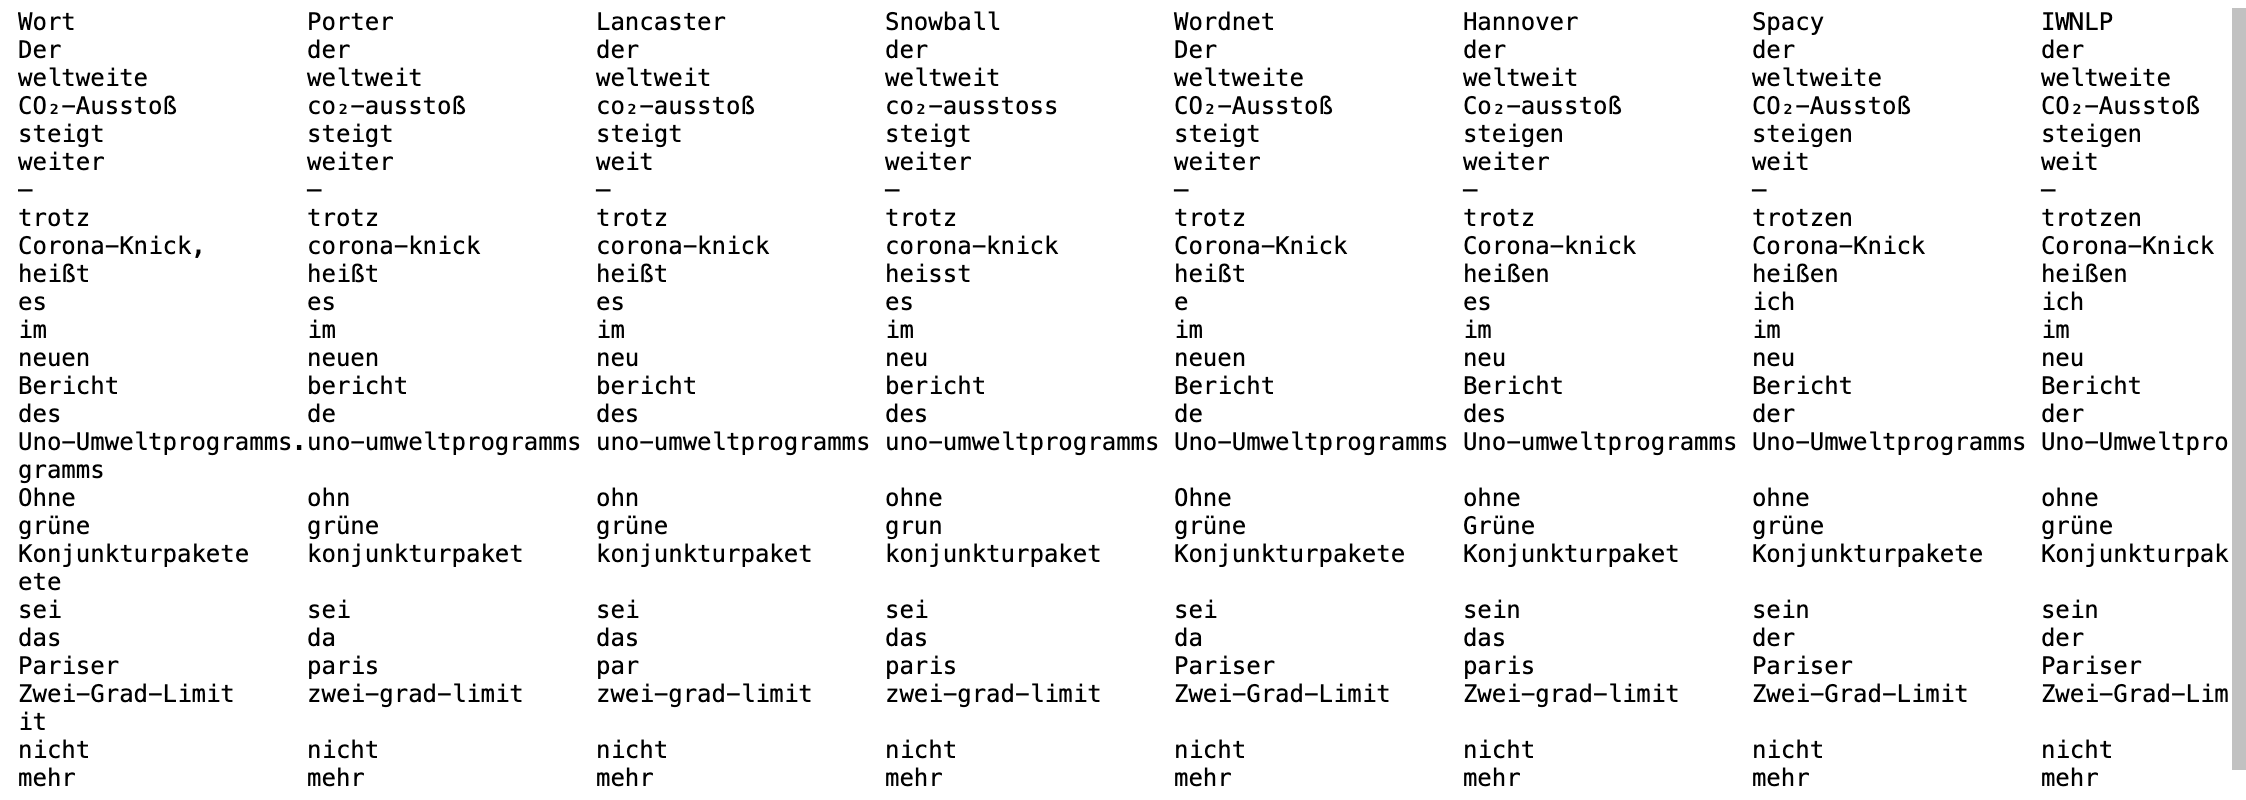 Wort Porter Lancaster Snowball Wordnet Hannover Spacy IWNLP
Der der der der Der der der der
weltweite weltweit weltweit weltweit weltweite weltweit weltweite weltweite
CO₂-Ausstoß co₂-ausstoß co₂-ausstoß co₂-ausstoss CO₂-Ausstoß Co₂-ausstoß CO₂-Ausstoß CO₂-Ausstoß
steigt steigt steigt steigt steigt steigen steigen steigen
weiter weiter weit weiter weiter weiter weit weit
– – – – – – – –
trotz trotz trotz trotz trotz trotz trotzen trotzen
Corona-Knick, corona-knick corona-knick corona-knick Corona-Knick Corona-knick Corona-Knick Corona-Knick
heißt heißt heißt heisst heißt heißen heißen heißen
es es es es e es ich ich
im im im im im im im im
neuen neuen neu neu neuen neu neu neu
Bericht bericht bericht bericht Bericht Bericht Bericht Bericht
des de des des de des der der
Uno-Umweltprogramms. uno-umweltprogramms uno-umweltprogramms uno-umweltprogramms Uno-Umweltprogramms Uno-umweltprogramms Uno-Umweltprogramms Uno-Umweltpro
gramms
Ohne ohn ohn ohne Ohne ohne ohne ohne
grüne grüne grüne grun grüne Grüne grüne grüne
Konjunkturpakete konjunkturpaket konjunkturpaket konjunkturpaket Konjunkturpakete Konjunkturpaket Konjunkturpakete Konjunkturpak
ete
sei sei sei sei sei sein sein sein
das da das das da das der der
Pariser paris par paris Pariser paris Pariser Pariser
Zwei-Grad-Limit zwei-grad-limit zwei-grad-limit zwei-grad-limit Zwei-Grad-Limit Zwei-grad-limit Zwei-Grad-Limit Zwei-Grad-Lim
it
nicht nicht nicht nicht nicht nicht nicht nicht
mehr mehr mehr mehr mehr mehr mehr mehr